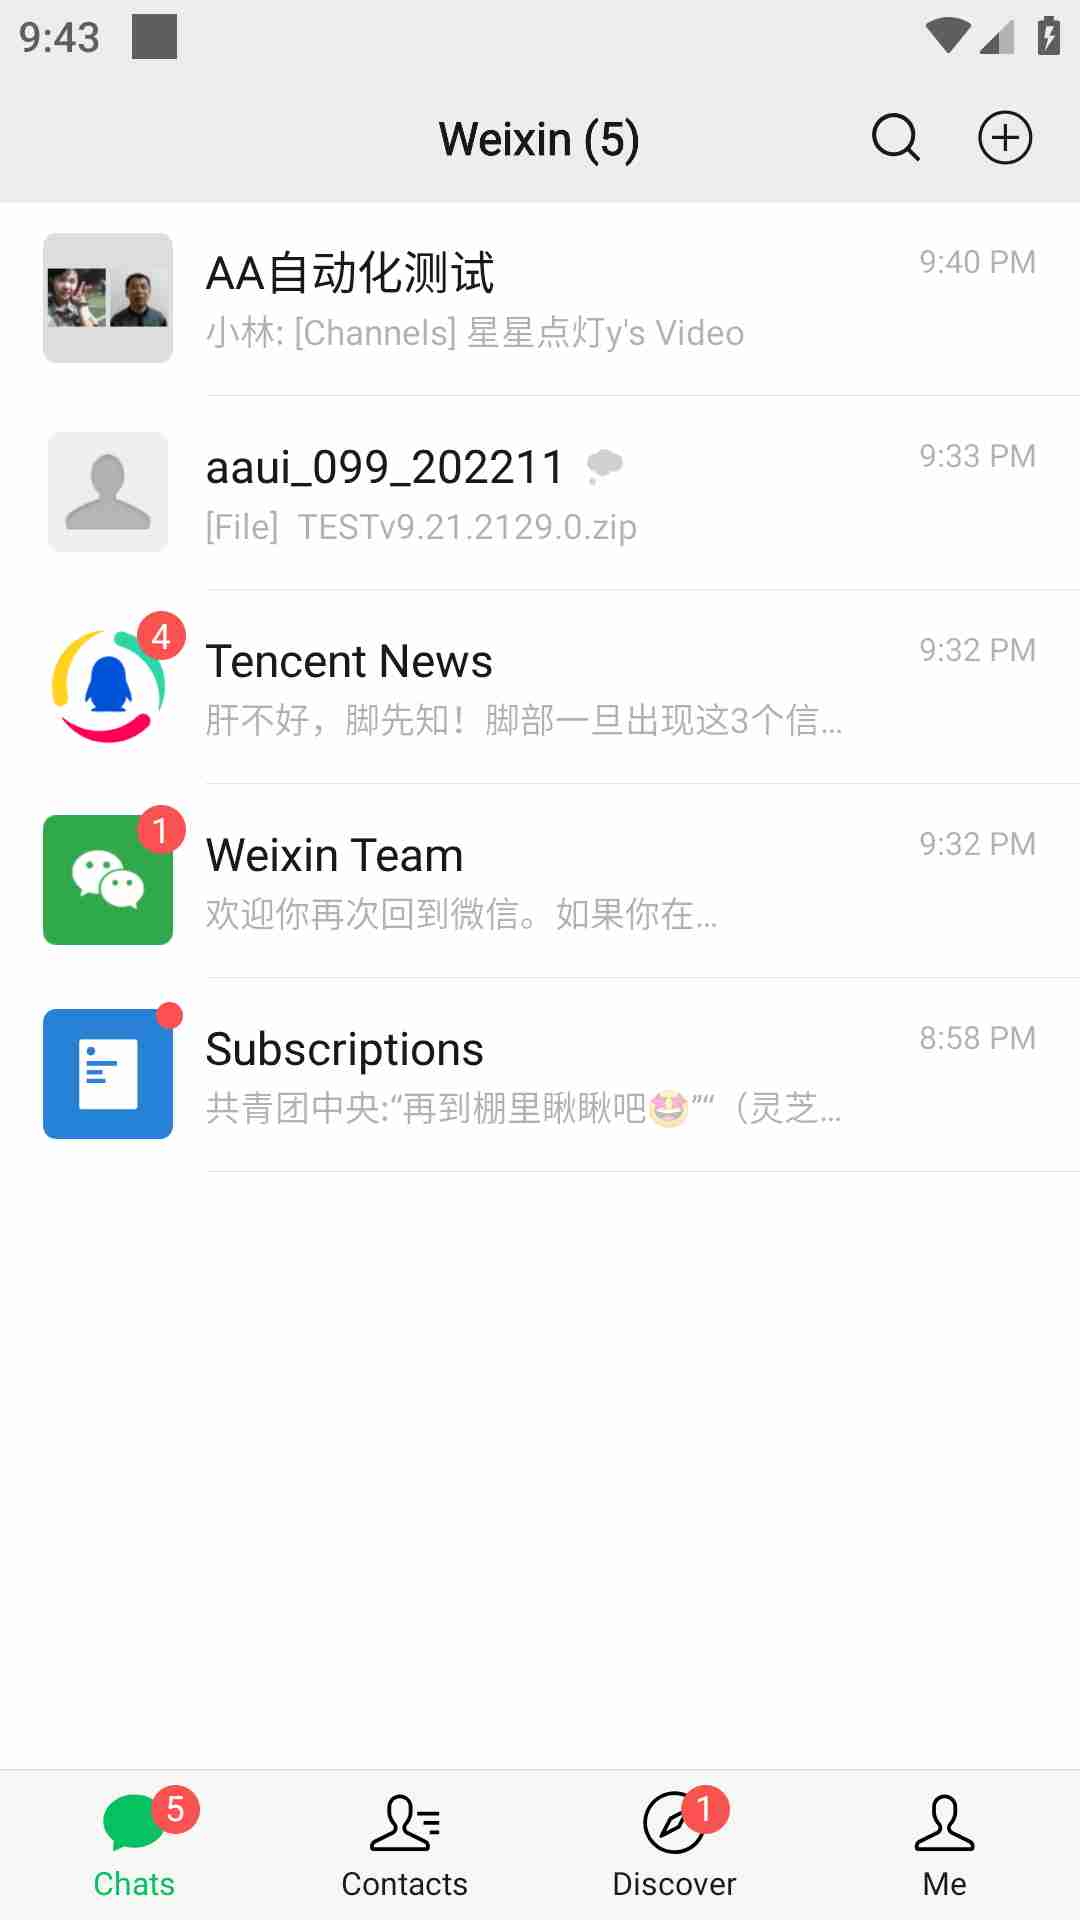 9:43
Weixin (5)
AA自动化测试
9:40 PM
小林: [Channels] 星星点灯y's Video
aaui_099_202211
9:33 PM
[File] TESTv9.21.2129.0.zip
4
Tencent News
9:32 PM
肝不好，脚先知！脚部一旦出现这3个信...
1
Weixin Team
9:32 PM
欢迎你再次回到微信。如果你在...
Subscriptions
8:58 PM
共青团中央:“再到棚里瞅瞅吧🤩”“（灵芝...
5
1
Chats
Contacts
Discover
Me